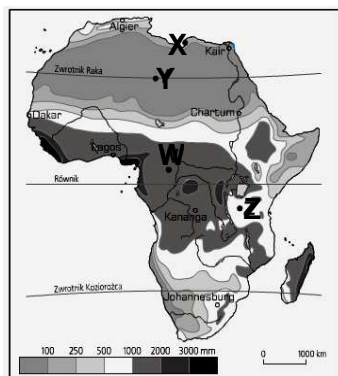 Algier
X
Kair
Zwrotnik Raka
Y
Dakar
Chartum
Lagos
W
Równik
Z
Kananga
Zwrotnik Koziorożca
Johannesburg
100 250 500 1000 2000 3000 mm
0 1000 km